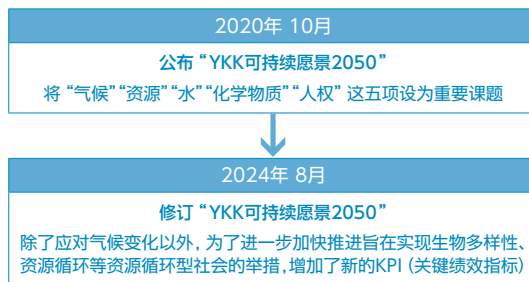 2020年 10月
公布 “YKK可持续愿景2050”
将 “气候” “资源” “水” “化学物质” “人权” 这五项设为重要课题
2024年 8月
修订 “YKK可持续愿景2050”
除了应对气候变化以外, 为了进一步加快推进旨在实现生物多样性、
资源循环等资源循环型社会的举措, 增加了新的KPI (关键绩效指标)